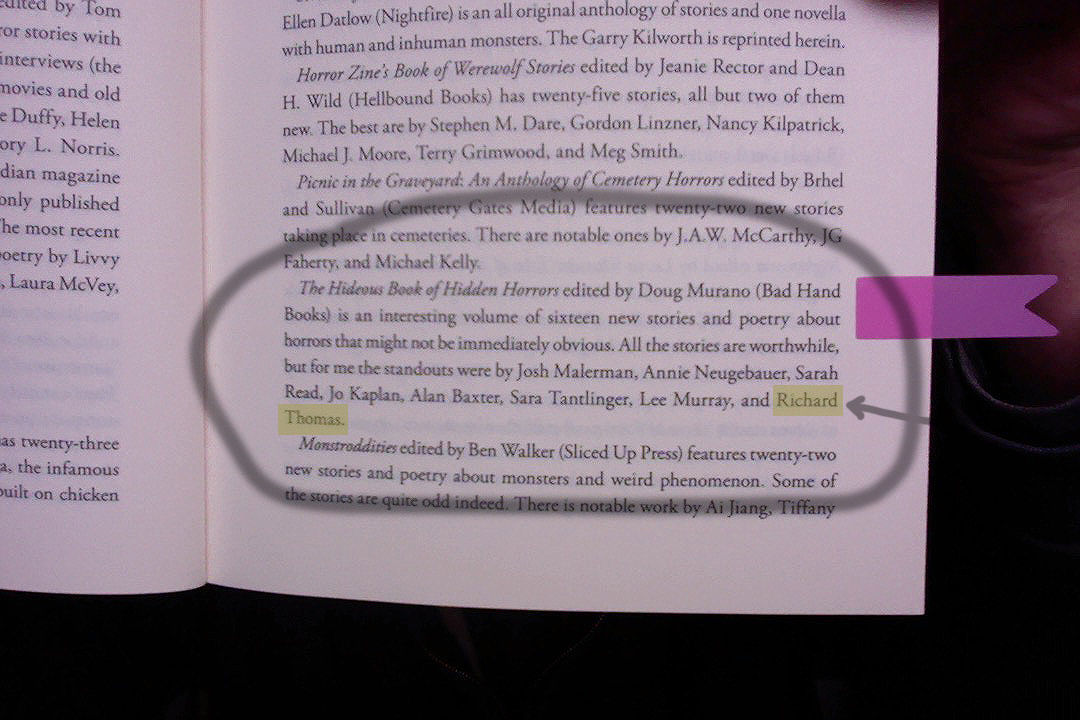 edited by Tom
ror stories with
interviews (the
movies and old
e Duffy, Helen
ory L. Norris.
dian magazine
only published
The most recent
poetry by Livvy
, Laura McVey,
as twenty-three
a, the infamous
built on chicken
Ellen Datlow (Nightfire) is an all original anthology of stories and one novella
with human and inhuman monsters. The Garry Kilworth is reprinted herein.
Horror Zine's Book of Werewolf Stories edited by Jeanie Rector and Dean
H. Wild (Hellbound Books) has twenty-five stories, all but two of them
new. The best are by Stephen M. Dare, Gordon Linzner, Nancy Kilpatrick,
Michael J. Moore, Terry Grimwood, and Meg Smith.
Picnic in the Graveyard: An Anthology of Cemetery Horrors edited by Brhel
and Sullivan (Cemetery Gates Media) features twenty-two new stories
taking place in cemeteries. There are notable ones by J.A.W. McCarthy, JG
Faherty, and Michael Kelly.
The Hideous Book of Hidden Horrors edited by Doug Murano (Bad Hand
Books) is an interesting volume of sixteen new stories and poetry about
horrors that might not be immediately obvious. All the stories are worthwhile,
but for me the standouts were by Josh Malerman, Annie Neugebauer, Sarah
Read, Jo Kaplan, Alan Baxter, Sara Tantlinger, Lee Murray, and Richard
Thomas.
Monstroddities edited by Ben Walker (Sliced Up Press) features twenty-two
new stories and poetry about monsters and weird phenomenon. Some of
the stories are quite odd indeed. There is notable work by Ai Jiang, Tiffany